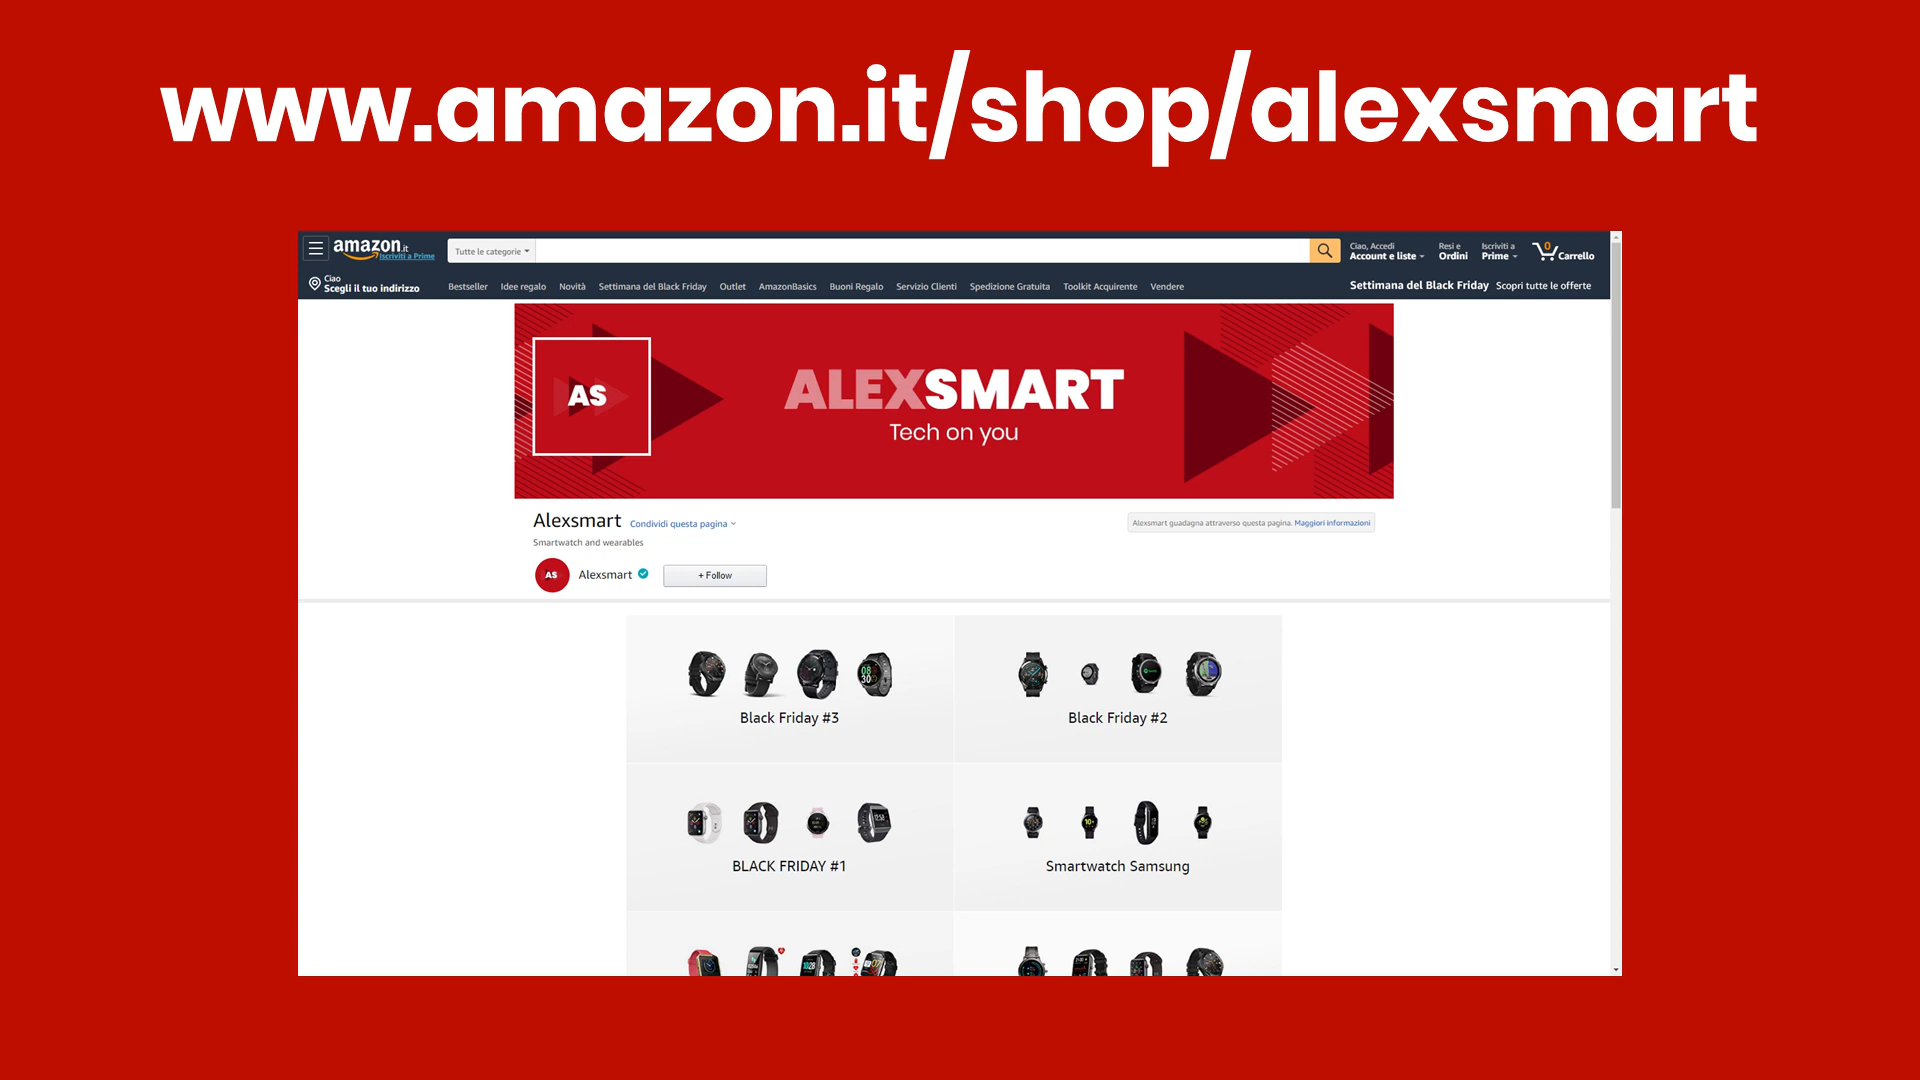 www.amazon.it/shop/alexsmart
amazon.it
Iscriviti a Prime
Tutte le categorie
Ciao, Accedi
Account e liste
Resi e
Ordini
Iscriviti a
Prime
0
Carrello
Ciao
Scegli il tuo indirizzo
Bestseller Idee regalo Novità Settimana del Black Friday Outlet AmazonBasics Buoni Regalo Servizio Clienti Spedizione Gratuita Toolkit Acquirente Vendere
Settimana del Black Friday Scopri tutte le offerte
AS
ALEXSMART
Tech on you
Alexsmart Condividi questa pagina
Alexsmart guadagna attraverso questa pagina. Maggiori informazioni
Smartwatch and wearables
AS Alexsmart + Follow
Black Friday #3
Black Friday #2
BLACK FRIDAY #1
Smartwatch Samsung